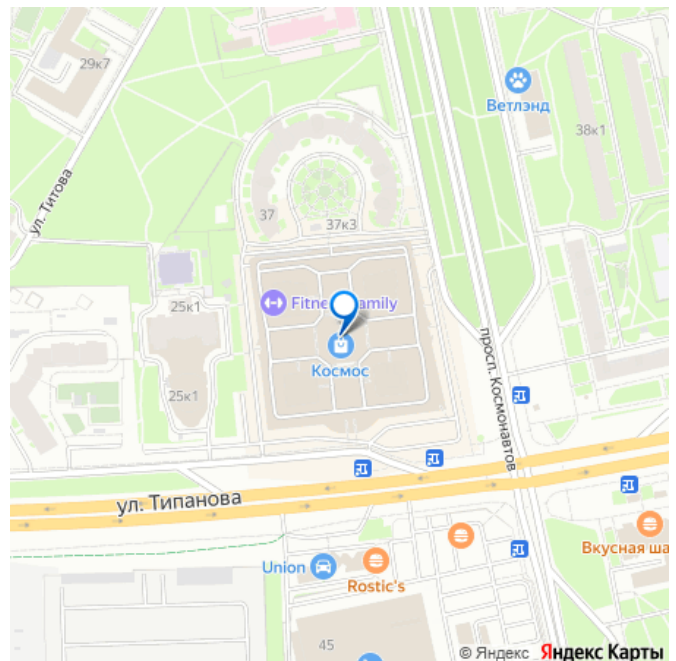 29к7
Ветлэнд
38к1
ул. Титова
37
37к3
25к1
Fitness Family
Космос
25к1
просп. Космонавтов
ул. Типанова
Вкусная ша
Union
Rostic's
45
© Яндекс Яндекс Карты